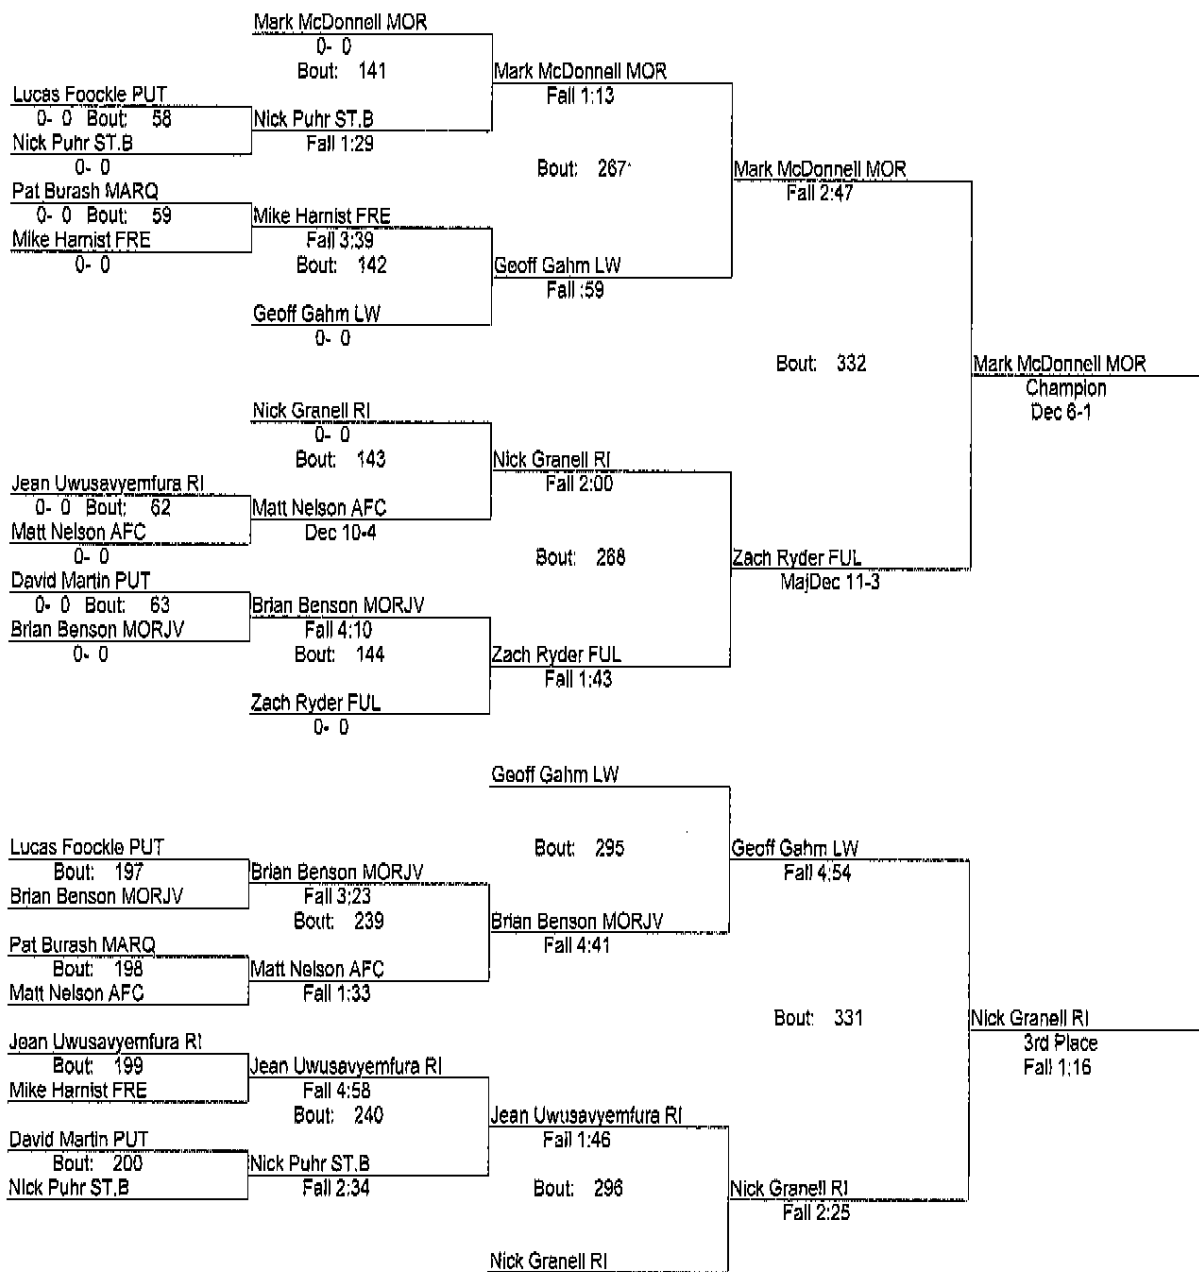 Mark McDonnell MOR
0- 0
Bout: 141
Mark McDonnell MOR
Fall 1:13
Lucas Foockle PUT
0- 0 Bout: 58
Nick Puhr ST.B
Fall 1:29
Nick Puhr ST.B
0- 0
Bout: 267
Mark McDonnell MOR
Fall 2:47
Pat Burash MARQ
0- 0 Bout: 59
Mike Harnist FRE
Fall 3:39
Mike Harnist FRE
0- 0
Bout: 142
Geoff Gahm LW
Fall :59
Geoff Gahm LW
0- 0
Bout: 332
Mark McDonnell MOR
Champion
Dec 6-1
Nick Granell RI
0- 0
Bout: 143
Nick Granell RI
Fall 2:00
Jean Uwusavyemfura RI
0- 0 Bout: 62
Matt Nelson AFC
Dec 10-4
Matt Nelson AFC
0- 0
Bout: 268
Zach Ryder FUL
MajDec 11-3
David Martin PUT
0- 0 Bout: 63
Brian Benson MORJV
Fall 4:10
Brian Benson MORJV
0- 0
Bout: 144
Zach Ryder FUL
Fall 1:43
Zach Ryder FUL
0- 0
Geoff Gahm LW
Bout: 295
Geoff Gahm LW
Fall 4:54
Lucas Foockle PUT
Bout: 197
Brian Benson MORJV
Brian Benson MORJV
Fall 3:23
Bout: 239
Brian Benson MORJV
Fall 4:41
Pat Burash MARQ
Bout: 198
Matt Nelson AFC
Matt Nelson AFC
Fall 1:33
Bout: 331
Nick Granell RI
3rd Place
Fall 1:16
Jean Uwusavyemfura RI
Bout: 199
Mike Harnist FRE
Jean Uwusavyemfura RI
Fall 4:58
Bout: 240
Jean Uwusavyemfura RI
Fall 1:46
David Martin PUT
Bout: 200
Nick Puhr ST.B
Nick Puhr ST.B
Fall 2:34
Bout: 296
Nick Granell RI
Fall 2:25
Nick Granell RI